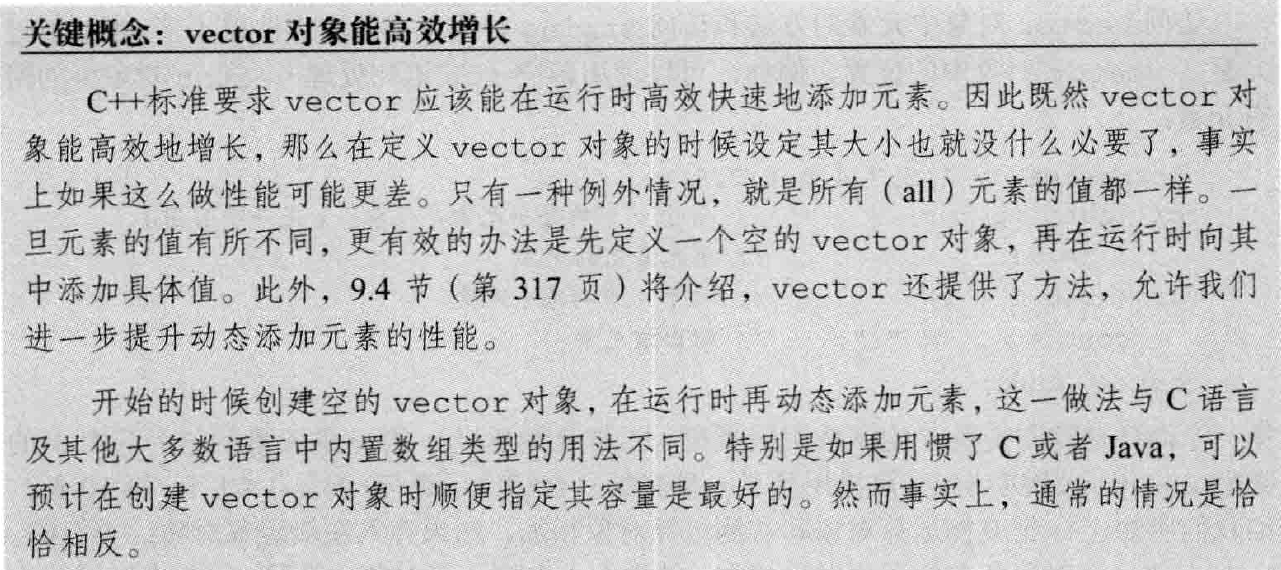 关键概念：vector 对象能高效增长
C++标准要求 vector 应该能在运行时高效快速地添加元素。因此既然 vector 对
象能高效地增长，那么在定义 vector 对象的时候设定其大小也就没什么必要了，事实
上如果这么做性能可能更差。只有一种例外情况，就是所有（all）元素的值都一样。一
旦元素的值有所不同，更有效的办法是先定义一个空的 vector 对象，再在运行时向其
中添加具体值。此外，9.4 节（第 317 页）将介绍，vector 还提供了方法，允许我们
进一步提升动态添加元素的性能。
开始的时候创建空的 vector 对象，在运行时再动态添加元素，这一做法与 C 语言
及其他大多数语言中内置数组类型的用法不同。特别是如果用惯了 C 或者 Java，可以
预计在创建 vector 对象时顺便指定其容量是最好的。然而事实上，通常的情况是恰
恰相反。